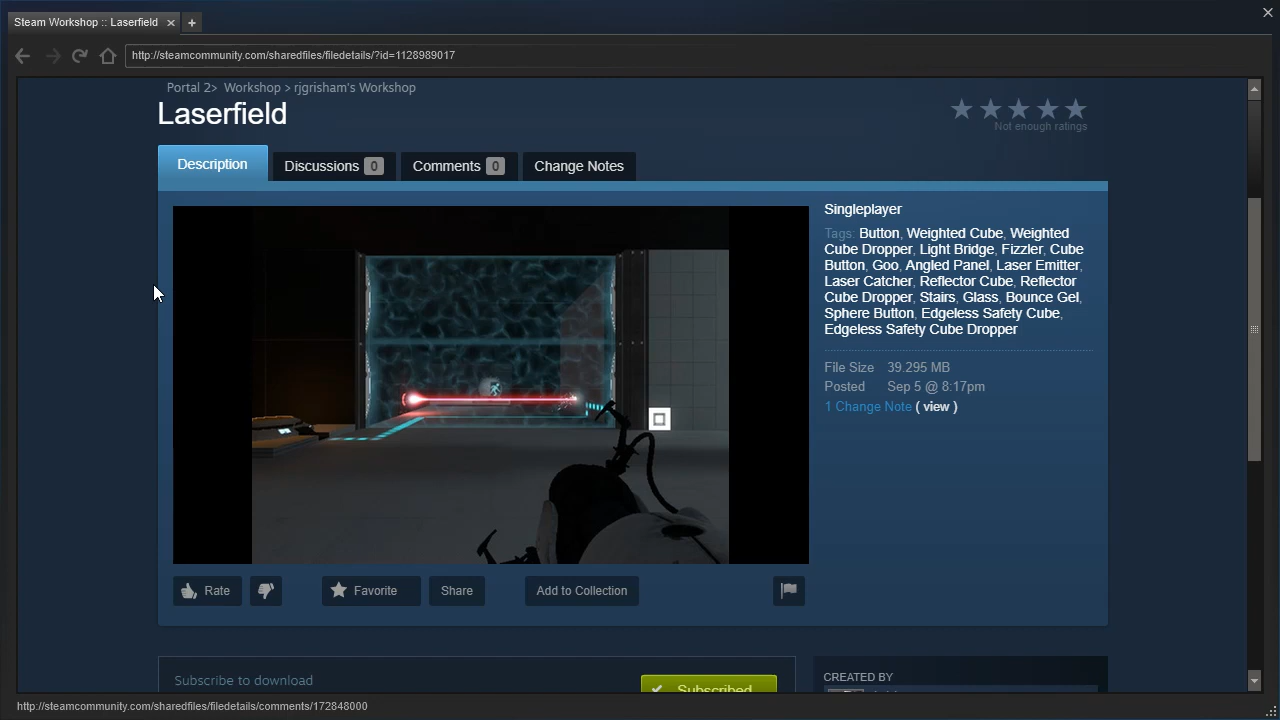 Steam Workshop :: Laserfield
http://steamcommunity.com/sharedfiles/filedetails/?id=1128989017
Portal 2> Workshop > rjgrisham's Workshop
Laserfield
Not enough ratings
Description
Discussions 0
Comments 0
Change Notes
Singleplayer
Tags: Button, Weighted Cube, Weighted
Cube Dropper, Light Bridge, Fizzler, Cube
Button, Goo, Angled Panel, Laser Emitter,
Laser Catcher, Reflector Cube, Reflector
Cube Dropper, Stairs, Glass, Bounce Gel,
Sphere Button, Edgeless Safety Cube,
Edgeless Safety Cube Dropper
File Size 39.295 MB
Posted Sep 5 @ 8:17pm
1 Change Note ( view )
Rate
Favorite
Share
Add to Collection
Subscribe to download
Subscribed
CREATED BY
http://steamcommunity.com/sharedfiles/filedetails/comments/172848000